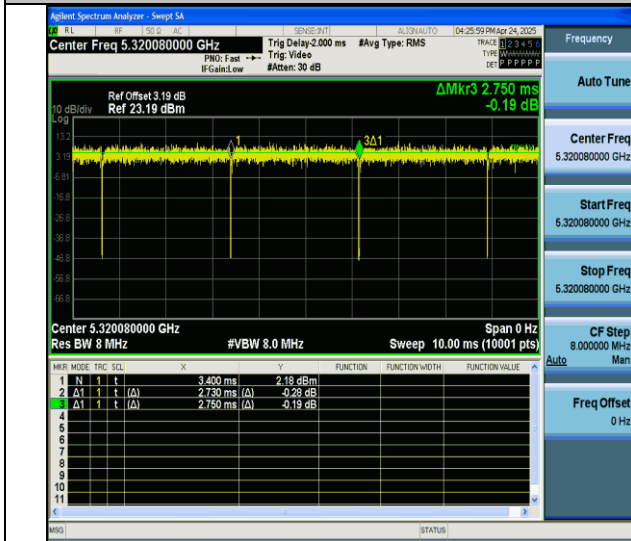 Agilent Spectrum Analyzer - Swept SA
RL RF 50 Ω AC SENSE:INT ALIGNAUTO 04:25:59 PM Apr 24, 2025
Center Freq 5.320080000 GHz
PNO: Fast
IFGain:Low
Trig Delay-2.000 ms
Trig: Video
#Atten: 30 dB
#Avg Type: RMS
TRACE 1 2 3 4 5 6
TYPE
DET P P P P P P
Ref Offset 3.19 dB
Ref 23.19 dBm
10 dB/div
Log
ΔMkr3 2.750 ms
-0.19 dB
1
3Δ1
13.2
3.19
-6.81
-16.8
-26.8
-36.8
-46.8
-56.8
-66.8
Center 5.320080000 GHz Span 0 Hz
Res BW 8 MHz #VBW 8.0 MHz Sweep 10.00 ms (10001 pts)
MKR MODE TRC SCL X Y FUNCTION FUNCTION WIDTH FUNCTION VALUE
1 N 1 t 3.400 ms 2.18 dBm
2 Δ1 1 t (Δ) 2.730 ms (Δ) -0.28 dB
3 Δ1 1 t (Δ) 2.750 ms (Δ) -0.19 dB
4
5
6
7
8
9
10
11
MSG STATUS
Frequency
Auto Tune
Center Freq
5.320080000 GHz
Start Freq
5.320080000 GHz
Stop Freq
5.320080000 GHz
CF Step
8.000000 MHz
Auto Man
Freq Offset
0 Hz